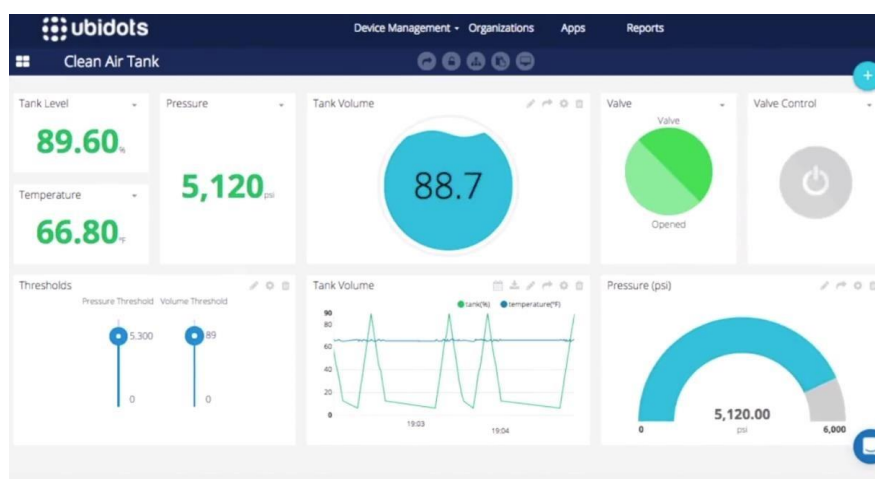 ubidots
Device Management
Organizations
Apps
Reports
Clean Air Tank
Tank Level
89.60%
Temperature
66.80°F
Pressure
5,120 psi
Tank Volume
88.7
Valve
Valve
Opened
Valve Control
Thresholds
Pressure Threshold Volume Threshold
5.300
89
0
0
Tank Volume
tank(%) temperature(°F)
90
80
60
40
20
0
19:03
19:04
Pressure (psi)
5,120.00
psi
0
6,000